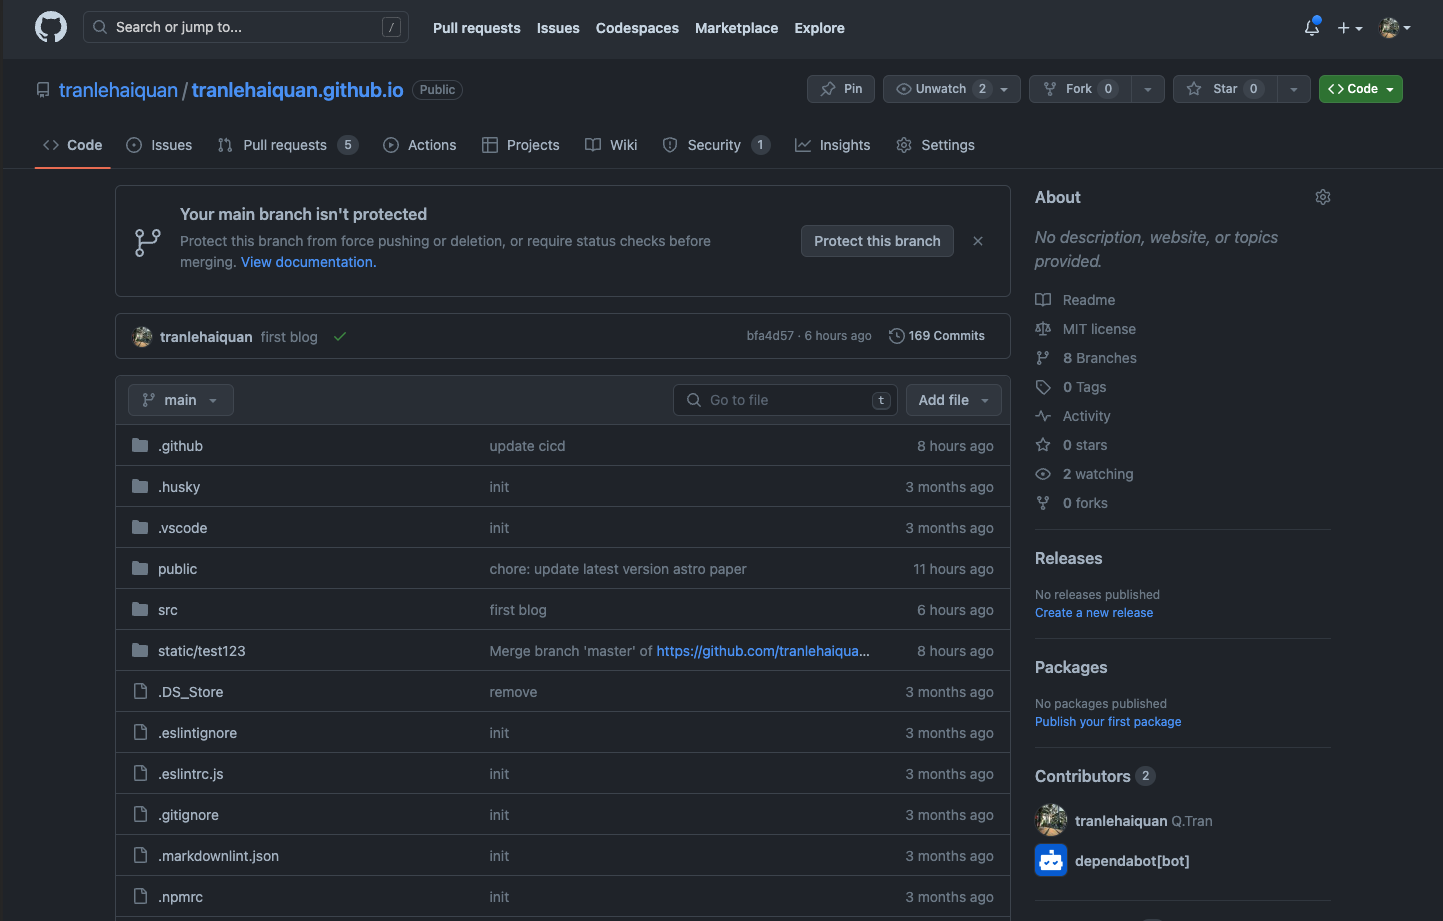 Search or jump to... /
Pull requests Issues Codespaces Marketplace Explore
tranlehaiquan / tranlehaiquan.github.io Public
Pin Unwatch 2 Fork 0 Star 0 Code
Code Issues Pull requests 5 Actions Projects Wiki Security 1 Insights Settings
Your main branch isn't protected
Protect this branch from force pushing or deletion, or require status checks before
merging. View documentation.
Protect this branch
tranlehaiquan first blog bfa4d57 · 6 hours ago 169 Commits
main Go to file t Add file
.github update cicd 8 hours ago
.husky init 3 months ago
.vscode init 3 months ago
public chore: update latest version astro paper 11 hours ago
src first blog 6 hours ago
static/test123 Merge branch 'master' of https://github.com/tranlehaiqua... 8 hours ago
.DS_Store remove 3 months ago
.eslintignore init 3 months ago
.eslintrc.js init 3 months ago
.gitignore init 3 months ago
.markdownlint.json init 3 months ago
.npmrc init 3 months ago
About
No description, website, or topics
provided.
Readme
MIT license
8 Branches
0 Tags
Activity
0 stars
2 watching
0 forks
Releases
No releases published
Create a new release
Packages
No packages published
Publish your first package
Contributors 2
tranlehaiquan Q.Tran
dependabot[bot]